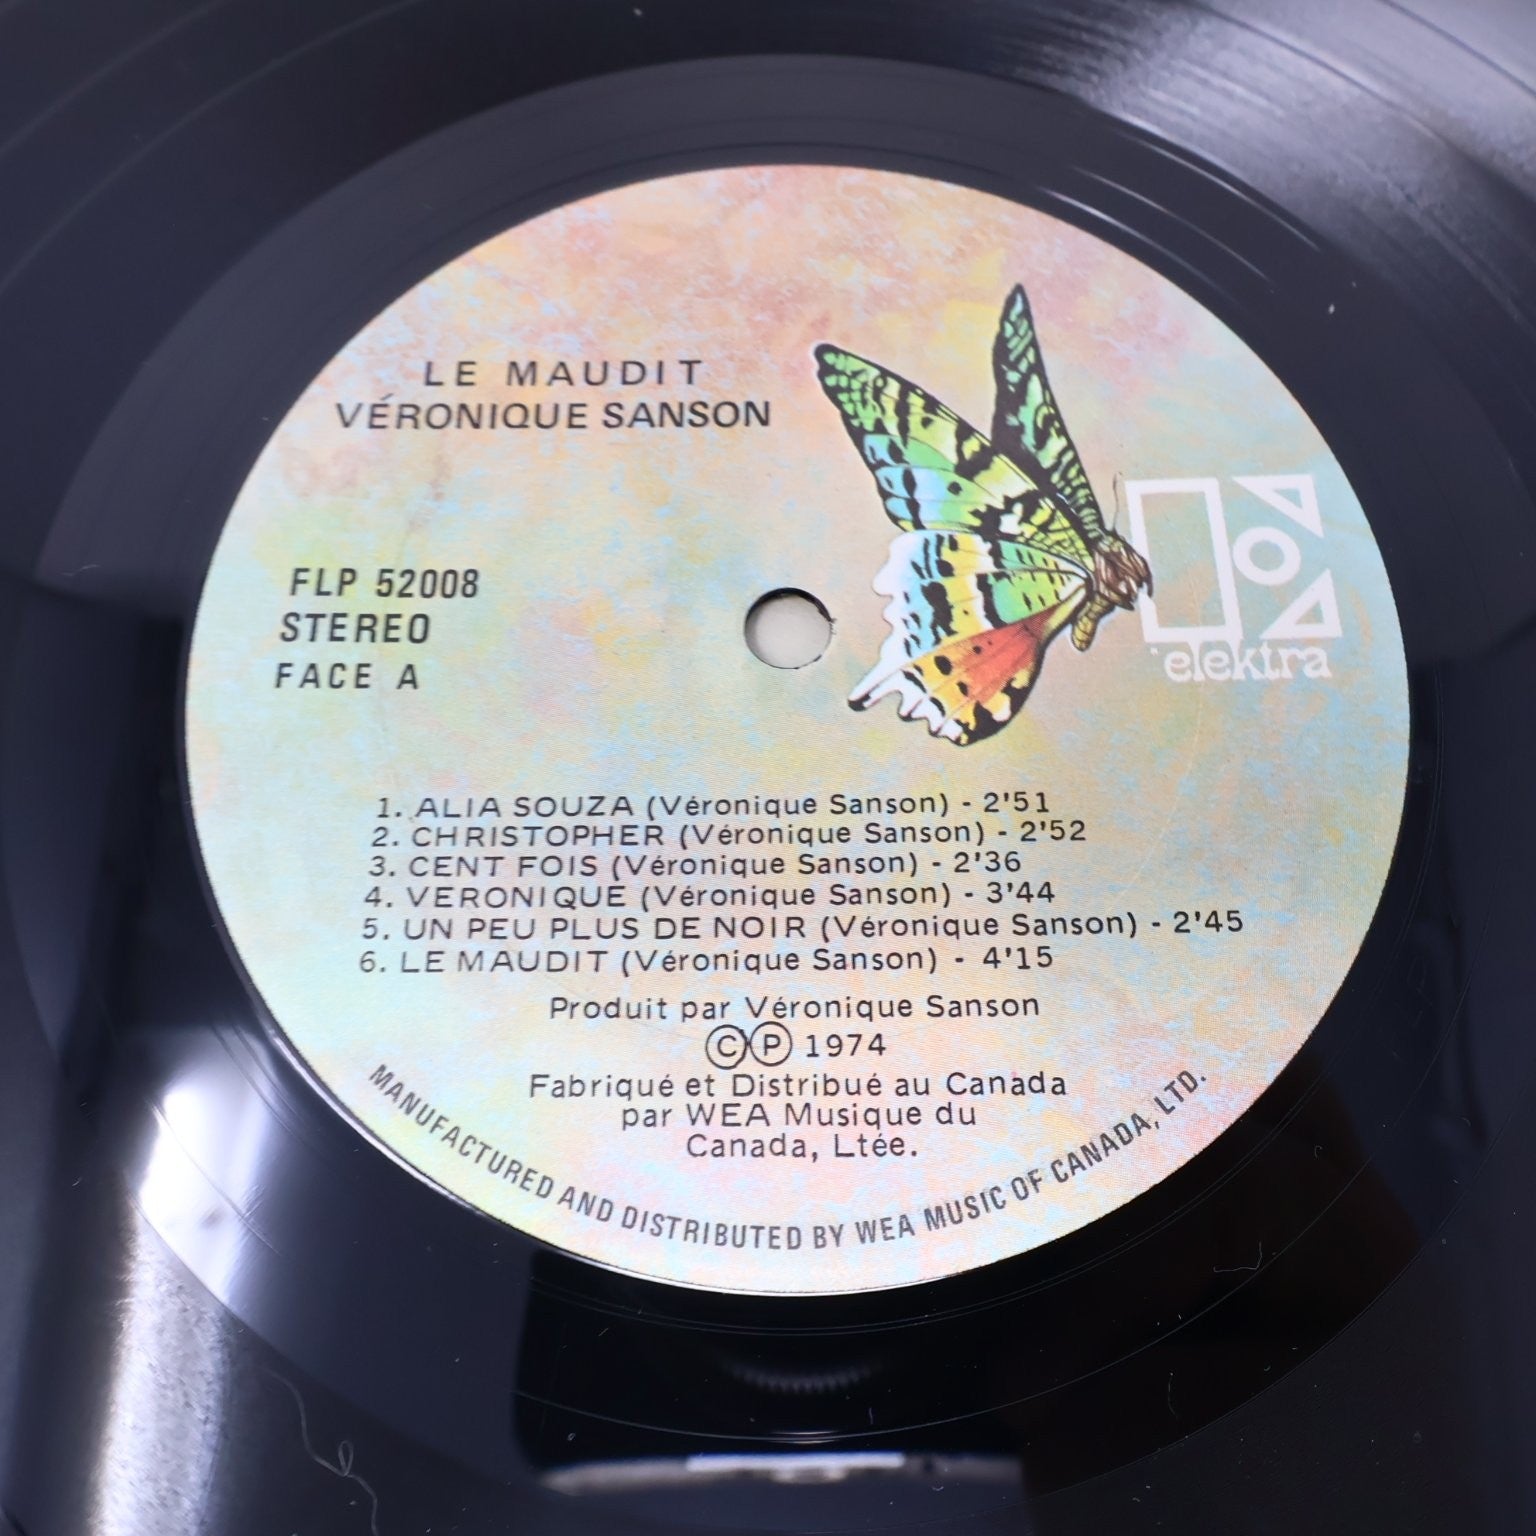 LE MAUDIT
VÉRONIQUE SANSON
FLP 52008
STEREO
FACE A
elektra
1. ALIA SOUZA (Véronique Sanson) - 2'51
2. CHRISTOPHER (Véronique Sanson) - 2'52
3. CENT FOIS (Véronique Sanson) - 2'36
4. VERONIQUE (Véronique Sanson) - 3'44
5. UN PEU PLUS DE NOIR (Véronique Sanson) - 2'45
6. LE MAUDIT (Véronique Sanson) - 4'15
Produit par Véronique Sanson
ⒸⓅ 1974
Fabriqué et Distribué au Canada
par WEA Musique du
Canada, Ltée.
MANUFACTURED AND DISTRIBUTED BY WEA MUSIC OF CANADA, LTD.